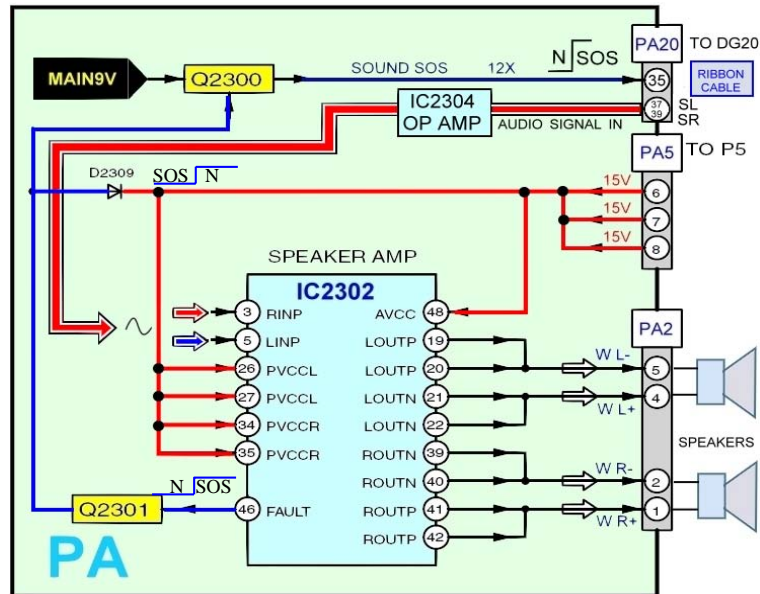 MAIN9V
Q2300
SOUND SOS 12X
N SOS
PA20 TO DG20
35
RIBBON
CABLE
IC2304
OP AMP
AUDIO SIGNAL IN
37
39
SL
SR
PA5 TO P5
D2309
SOS N
15V 6
15V 7
15V 8
SPEAKER AMP
IC2302
PA2
3 RINP
AVCC 48
5 LINP
LOUTP 19
26 PVCCL
LOUTP 20
W L- 5
27 PVCCL
LOUTN 21
W L+ 4
34 PVCCR
LOUTN 22
35 PVCCR
ROUTN 39
SPEAKERS
N SOS
ROUTN 40
W R- 2
Q2301
46 FAULT
ROUTP 41
W R+ 1
ROUTP 42
PA